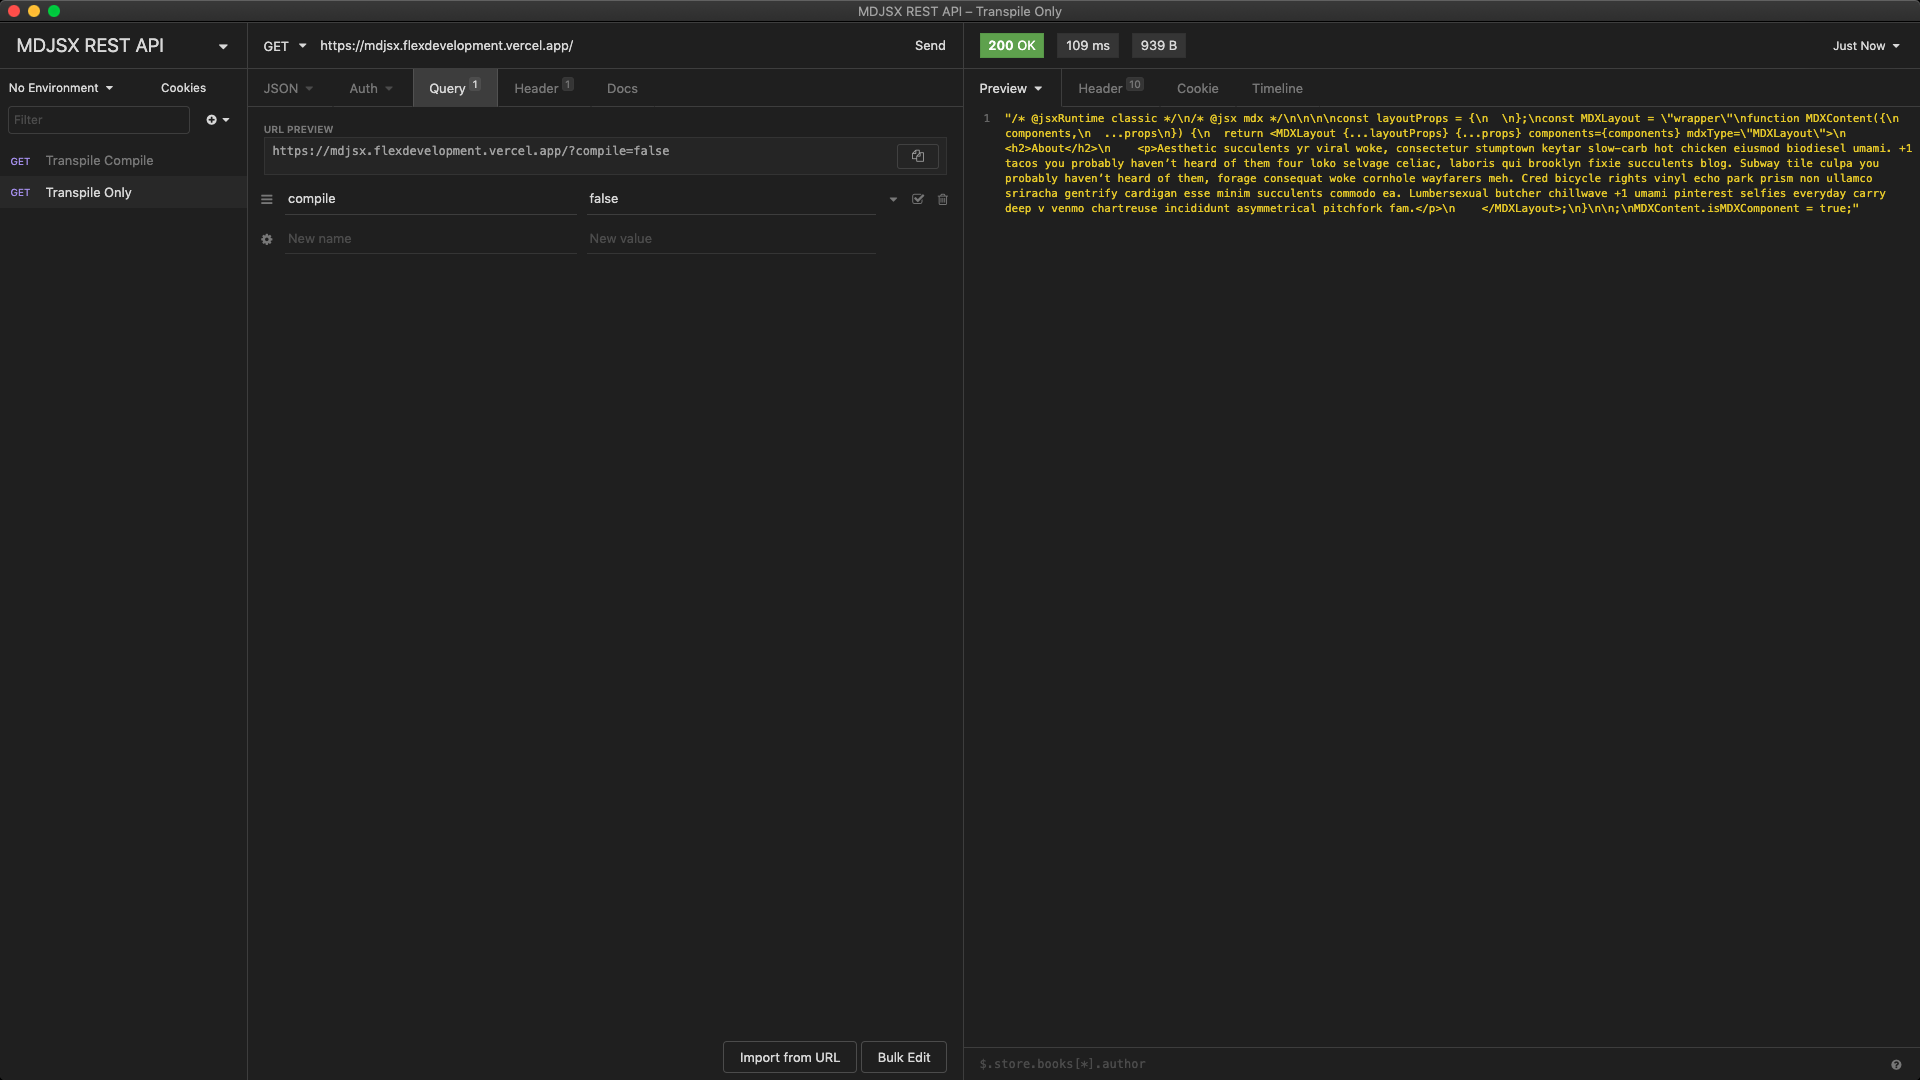 MDJSX REST API – Transpile Only
MDJSX REST API
No Environment
Cookies
Filter
GET Transpile Compile
GET Transpile Only
GET https://mdjsx.flexdevelopment.vercel.app/ Send
JSON Auth Query 1 Header 1 Docs
URL PREVIEW
https://mdjsx.flexdevelopment.vercel.app/?compile=false
compile false
New name New value
Import from URL Bulk Edit
200 OK 109 ms 939 B Just Now
Preview Header 10 Cookie Timeline
1 "/* @jsxRuntime classic */\n/* @jsx mdx */\n\n\n\nconst layoutProps = {\n  \n};\nconst MDXLayout = \"wrapper\"\nfunction MDXContent({\n
components,\n  ...props\n}) {\n  return <MDXLayout {...layoutProps} {...props} components={components} mdxType=\"MDXLayout\">\n
<h2>About</h2>\n    <p>Aesthetic succulents yr viral woke, consectetur stumptown keytar slow-carb hot chicken eiusmod biodiesel umami. +1
tacos you probably haven’t heard of them four loko selvage celiac, laboris qui brooklyn fixie succulents blog. Subway tile culpa you
probably haven’t heard of them, forage consequat woke cornhole wayfarers meh. Cred bicycle rights vinyl echo park prism non ullamco
sriracha gentrify cardigan esse minim succulents commodo ea. Lumbersexual butcher chillwave +1 umami pinterest selfies everyday carry
deep v venmo chartreuse incididunt asymmetrical pitchfork fam.</p>\n    </MDXLayout>;\n}\n\n;\nMDXContent.isMDXComponent = true;"
$.store.books[*].author